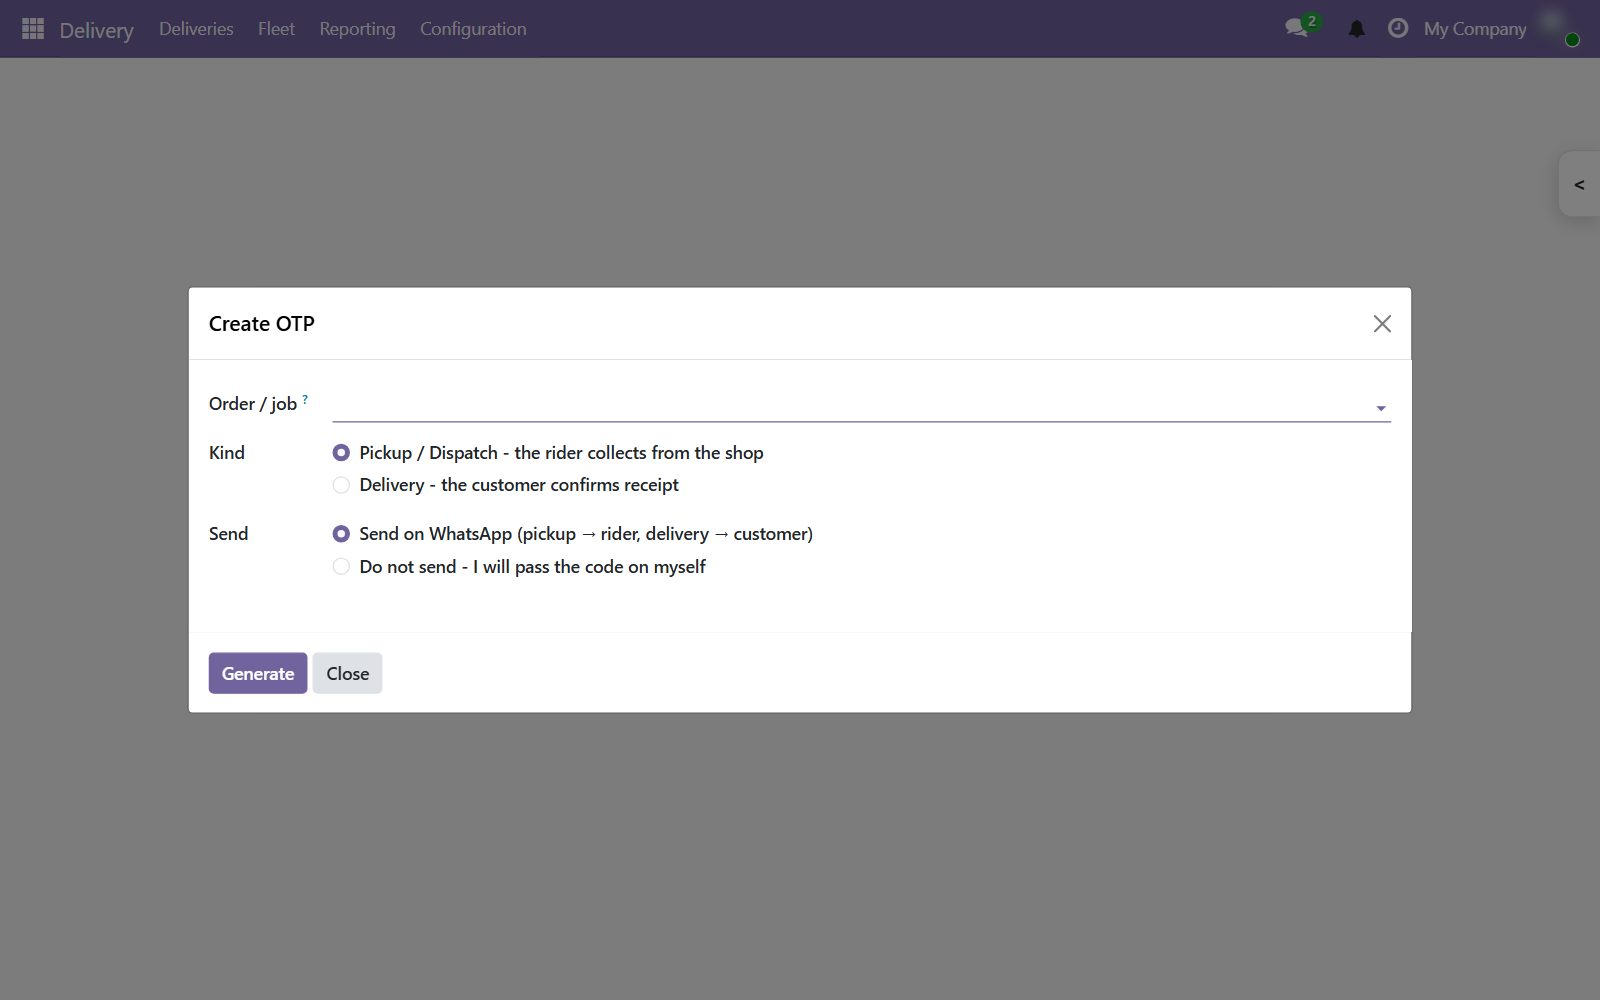 Delivery Deliveries Fleet Reporting Configuration 2 My Company
<
Create OTP
Order / job ?
Kind
Pickup / Dispatch - the rider collects from the shop
Delivery - the customer confirms receipt
Send
Send on WhatsApp (pickup → rider, delivery → customer)
Do not send - I will pass the code on myself
Generate Close